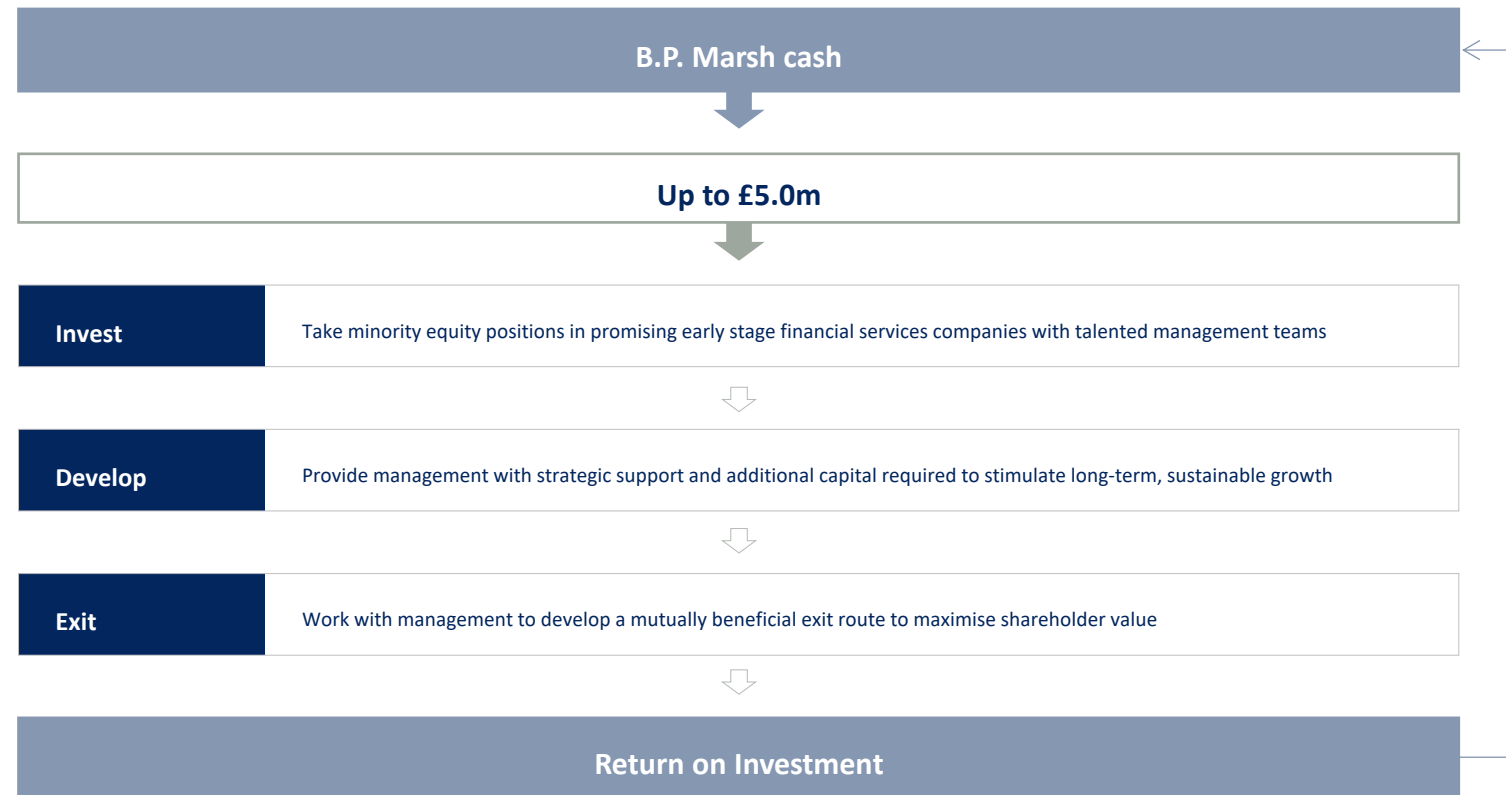 B.P. Marsh cash
Up to £5.0m
Invest
Take minority equity positions in promising early stage financial services companies with talented management teams
Develop
Provide management with strategic support and additional capital required to stimulate long-term, sustainable growth
Exit
Work with management to develop a mutually beneficial exit route to maximise shareholder value
Return on Investment